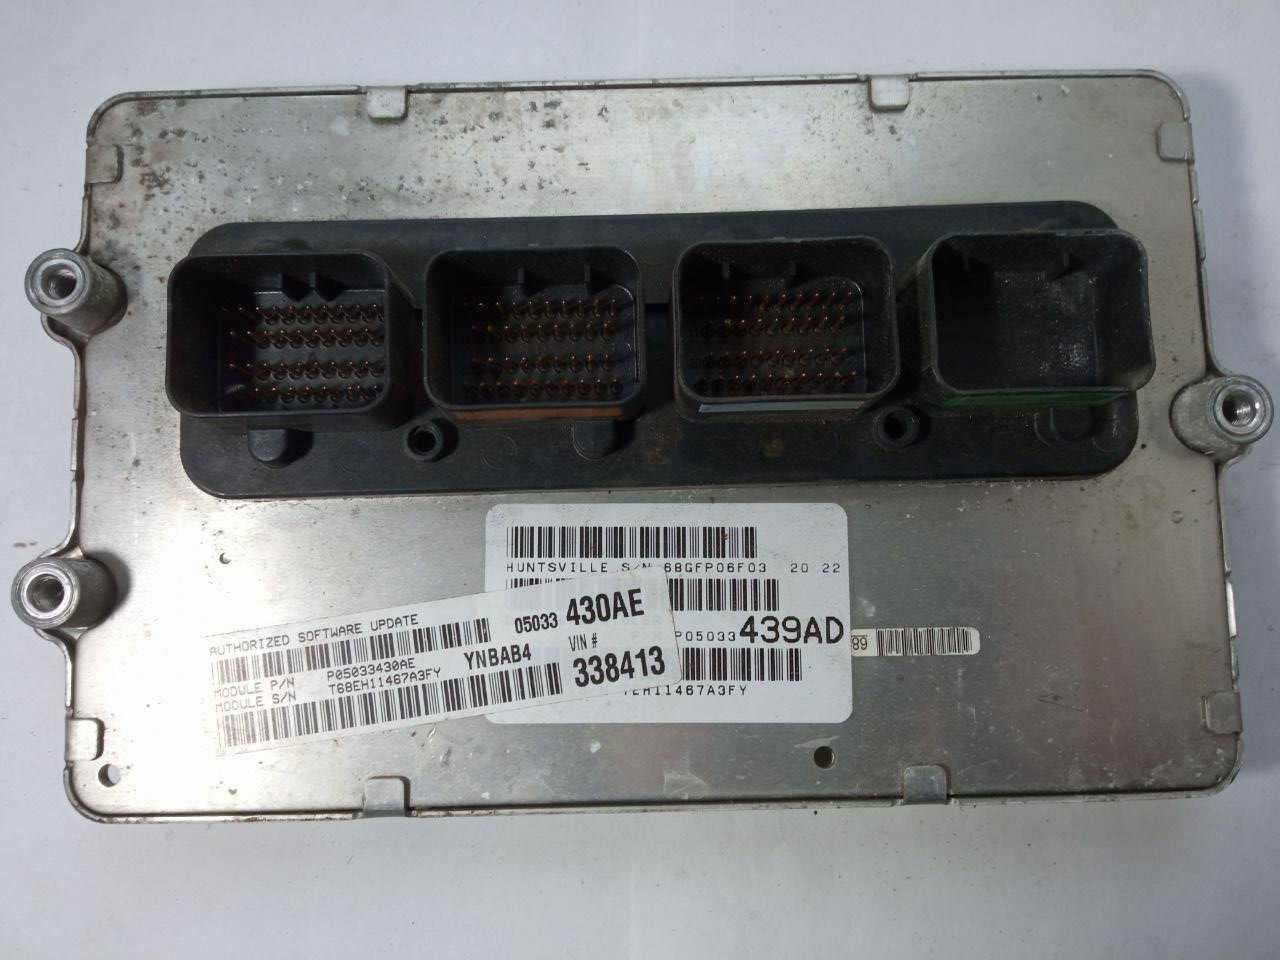 HUNTSVILLE S/N 68GFP06F03 20 22
P/N P05033 439AD
EH11467A3FY
89
AUTHORIZED SOFTWARE UPDATE
05033 430AE
MODULE P/N P05033430AE YNBAB4 VIN #
MODULE S/N T68EH11467A3FY 338413